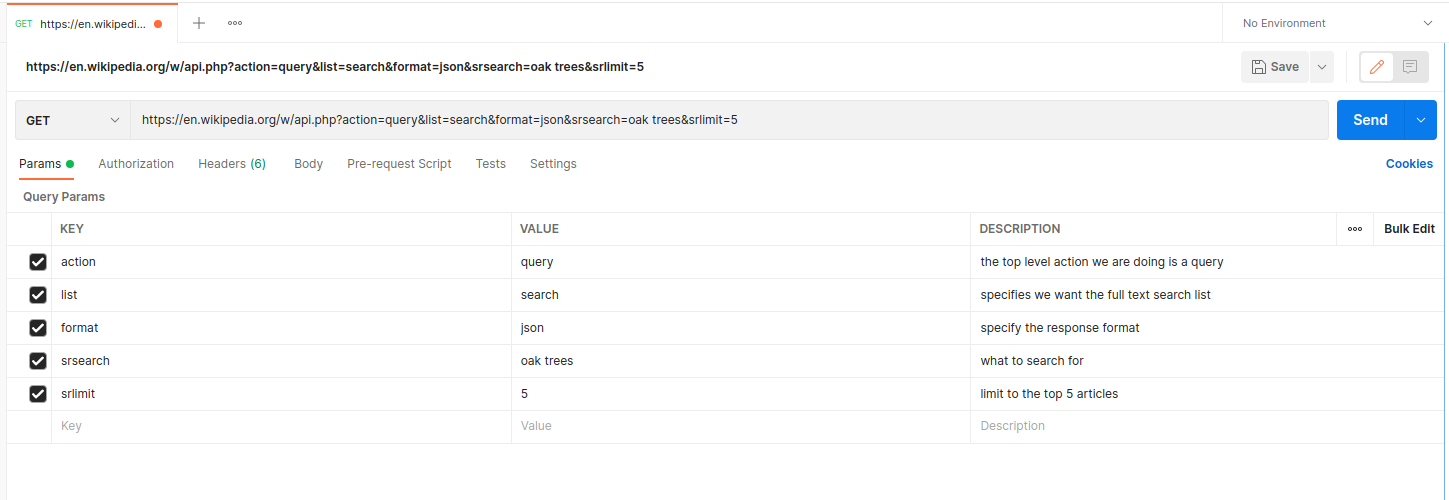 GET https://en.wikipedi... No Environment
https://en.wikipedia.org/w/api.php?action=query&list=search&format=json&srsearch=oak trees&srlimit=5 Save
GET https://en.wikipedia.org/w/api.php?action=query&list=search&format=json&srsearch=oak trees&srlimit=5 Send
Params Authorization Headers (6) Body Pre-request Script Tests Settings Cookies
Query Params
KEY VALUE DESCRIPTION Bulk Edit
action query the top level action we are doing is a query
list search specifies we want the full text search list
format json specify the response format
srsearch oak trees what to search for
srlimit 5 limit to the top 5 articles
Key Value Description